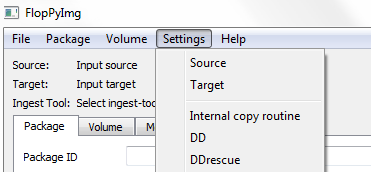 FlopPyImg
File Package Volume Settings Help
Source: Input source
Target: Input target
Ingest Tool: Select ingest-too
Source
Target
Internal copy routine
DD
DDrescue
Package Volume M
Package ID